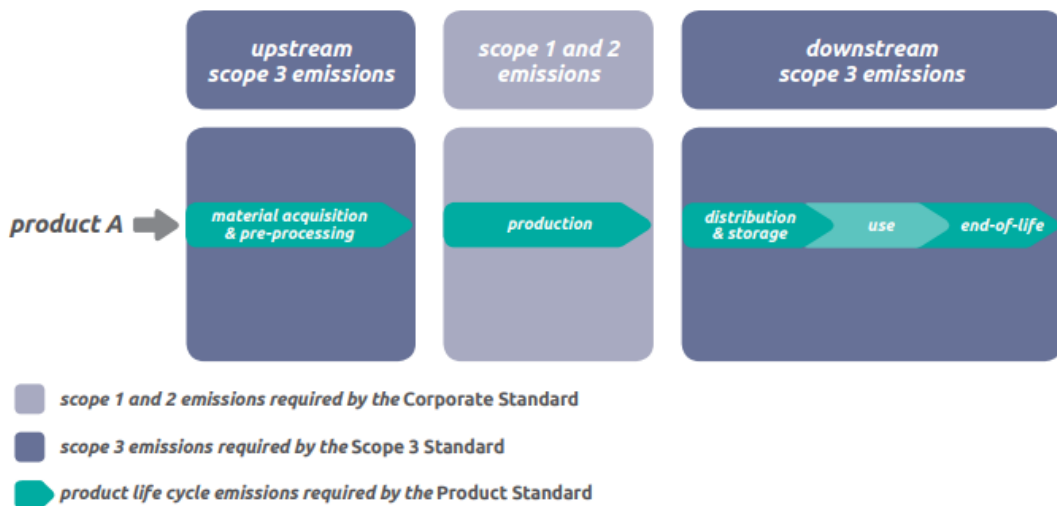 upstream
scope 3 emissions
scope 1 and 2
emissions
downstream
scope 3 emissions
product A
material acquisition
& pre-processing
production
distribution
& storage
use
end-of-life
scope 1 and 2 emissions required by the Corporate Standard
scope 3 emissions required by the Scope 3 Standard
product life cycle emissions required by the Product Standard